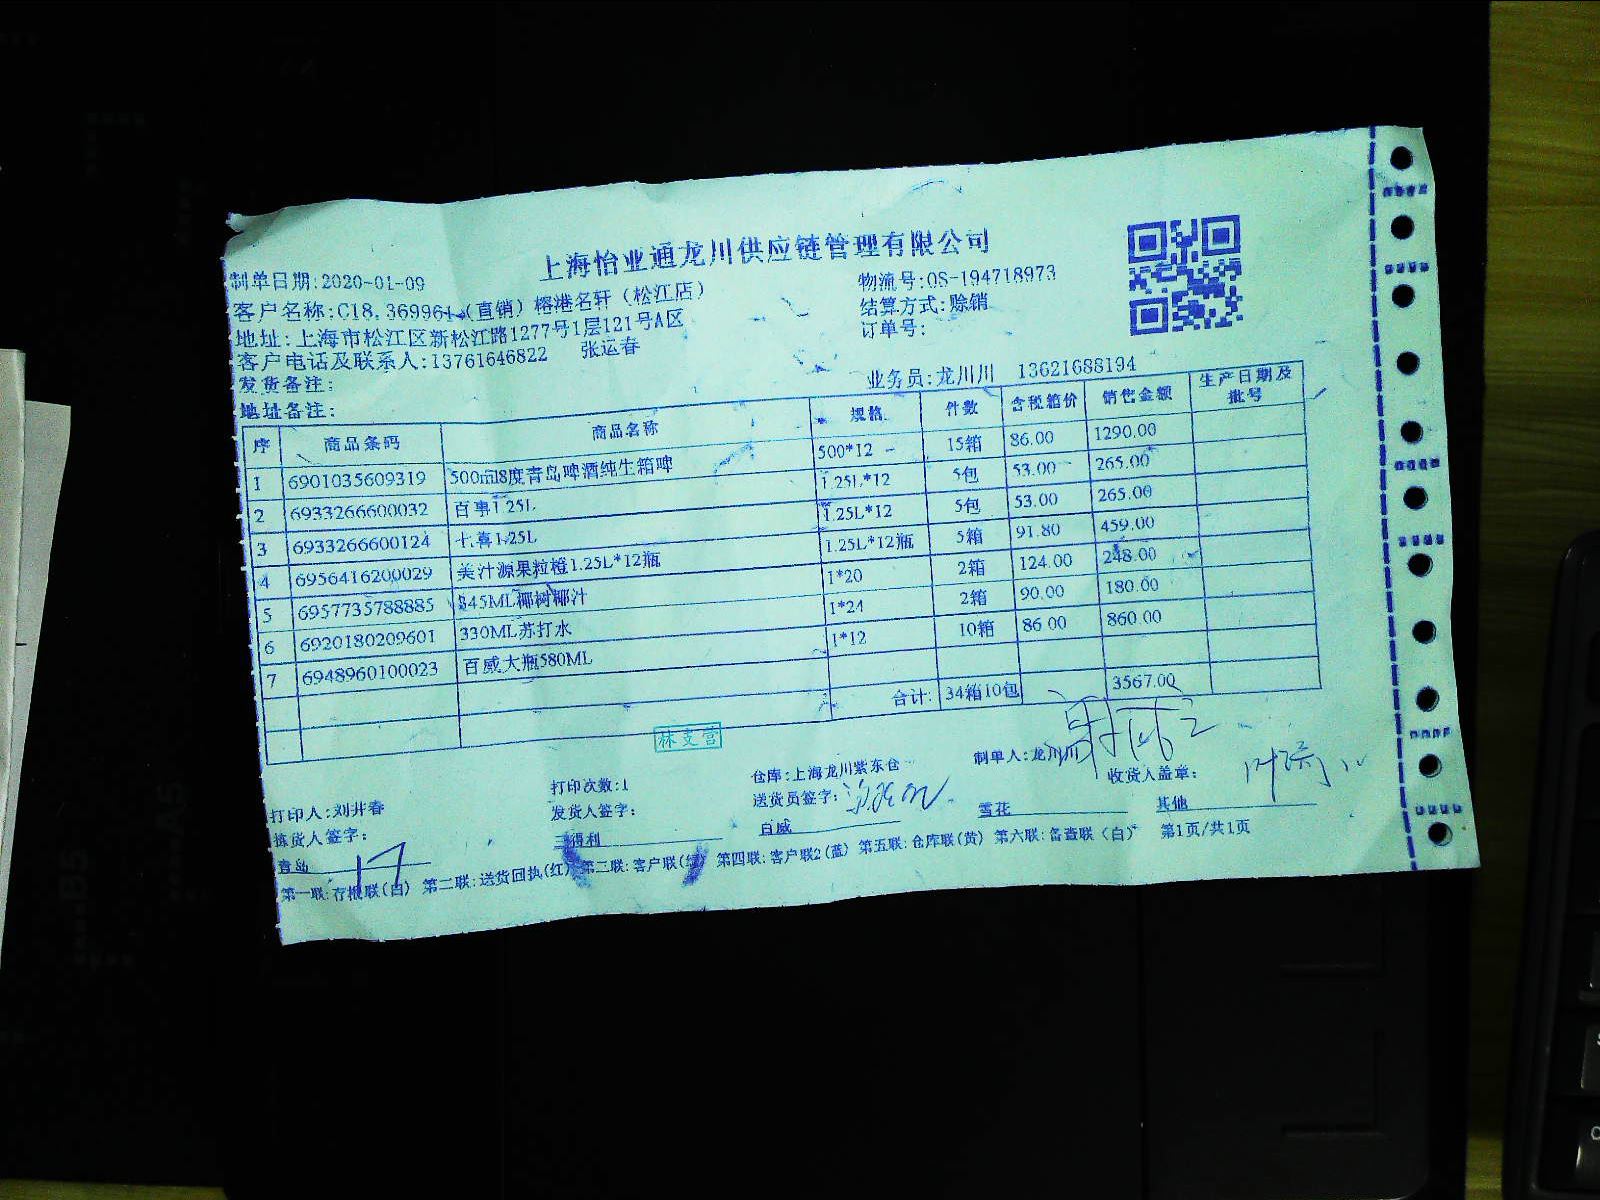 上海怡业通龙川供应链管理有限公司
制单日期:2020-01-09
物流号:OS-194718973
客户名称:C18.369961 (直销) 榕港名轩 (松江店)
结算方式:赊销
地址:上海市松江区新松江路1277号1层121号A区
订单号:
客户电话及联系人:13761646822 张运春
发货备注:
业务员:龙川川 13621688194
地址备注:
序 商品条码 商品名称 规格 件数 含税箱价 销售金额 生产日期及批号
1 6901035609319 500ml8度青岛啤酒纯生箱啤 500*12 15箱 86.00 1290.00
2 6933266600032 百事1.25L 1.25L*12 5包 53.00 265.00
3 6933266600124 七喜1.25L 1.25L*12 5包 53.00 265.00
4 6956416200029 美汁源果粒橙1.25L*12瓶 1.25L*12瓶 5箱 91.80 459.00
5 6957735788885 845ML椰树椰汁 1*20 2箱 124.00 248.00
6 6920180209601 330ML苏打水 1*24 2箱 90.00 180.00
7 6948960100023 百威大瓶580ML 1*12 10箱 86.00 860.00
合计: 34箱10包 3567.00
林支营
打印人:刘井春 打印次数:1 仓库:上海龙川紫东仓 制单人:龙川川 收货人盖章:
拣货人签字: 发货人签字: 送货员签字:
青岛 17 三得利 百威 雪花 其他
第一联:存根联(白) 第二联:送货回执(红) 第三联:客户联 第四联:客户联2(蓝) 第五联:仓库联(黄) 第六联:备查联(白) 第1页/共1页